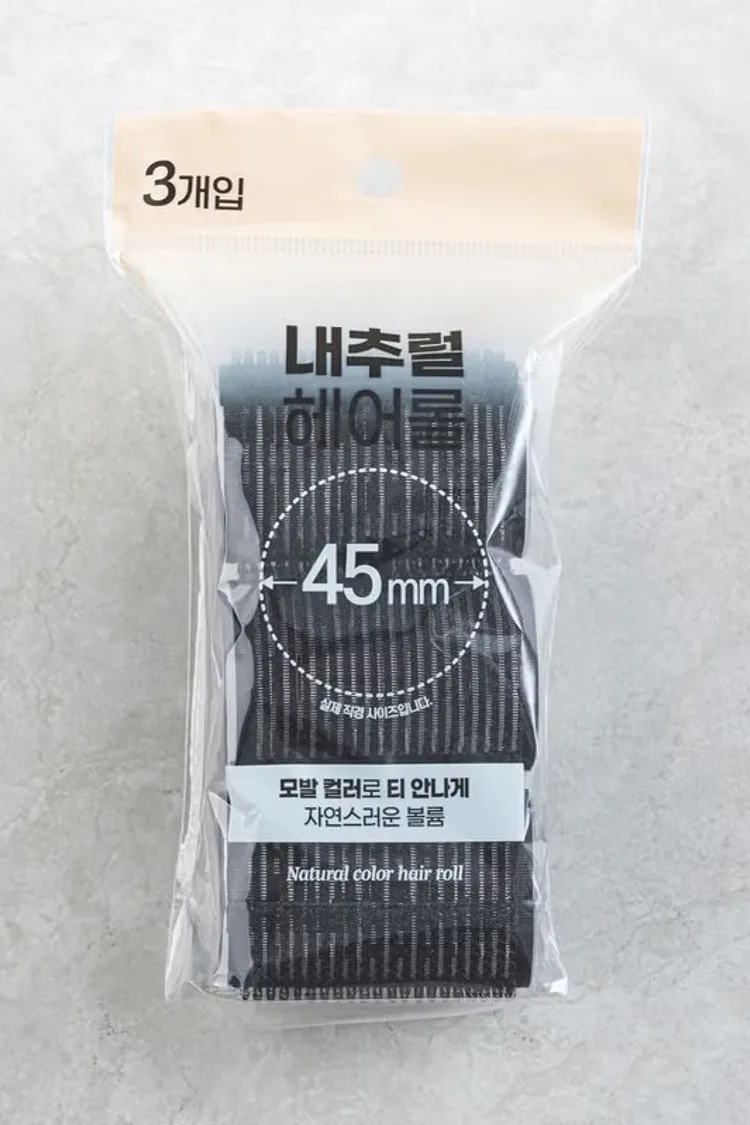 3개입
내추럴
헤어롤
45mm
실제 직경 사이즈입니다.
모발 컬러로 티 안나게
자연스러운 볼륨
Natural color hair roll